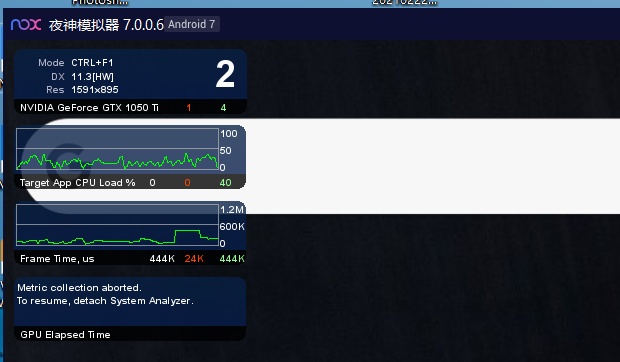 PhotoSh...
20210222...
nox 夜神模拟器 7.0.0.6 Android 7
Mode CTRL+F1
DX 11.3[HW]
Res 1591x895
2
NVIDIA GeForce GTX 1050 Ti 1 4
100
50
0
Target App CPU Load % 0 0 40
1.2M
600K
0
Frame Time, us 444K 24K 444K
Metric collection aborted.
To resume, detach System Analyzer.
GPU Elapsed Time